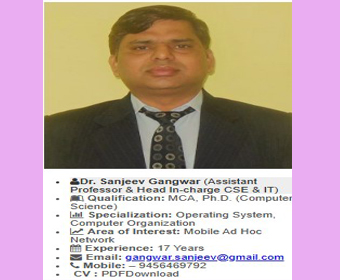 Dr. Sanjeev Gangwar (Assistant
Professor & Head In-charge CSE & IT)
Qualification: MCA, Ph.D. (Computer
Science)
Specialization: Operating System,
Computer Organization
Area of Interest: Mobile Ad Hoc
Network
Experience: 17 Years
Email: gangwar.sanjeev@gmail.com
Mobile: – 9456469792
CV : PDFDownload